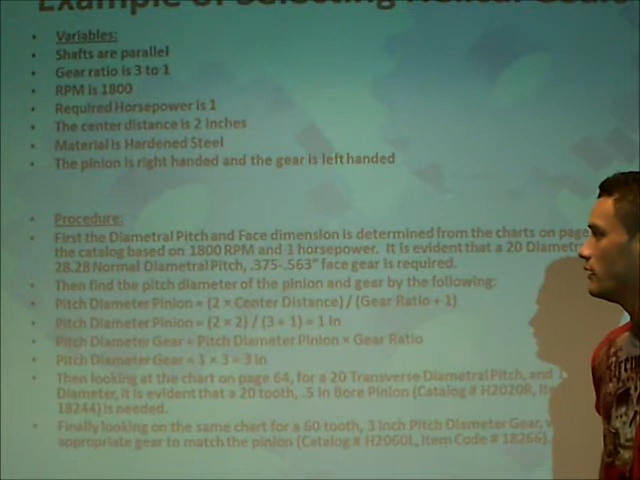 Example of Selecting Helical Gears
Variables:
Shafts are parallel
Gear ratio is 3 to 1
RPM is 1800
Required Horsepower is 1
The center distance is 2 inches
Material is Hardened Steel
The pinion is right handed and the gear is left handed
Procedure:
First the Diametral Pitch and Face dimension is determined from the charts on page
the catalog based on 1800 RPM and 1 horsepower. It is evident that a 20 Diametr
28.28 Normal Diametral Pitch, .375-.563" face gear is required.
Then find the pitch diameter of the pinion and gear by the following:
Pitch Diameter Pinion = (2 × Center Distance) / (Gear Ratio + 1)
Pitch Diameter Pinion = (2 × 2) / (3 + 1) = 1 in
Pitch Diameter Gear = Pitch Diameter Pinion × Gear Ratio
Pitch Diameter Gear = 1 × 3 = 3 in
Then looking at the chart on page 64, for a 20 Transverse Diametral Pitch, and
Diameter, it is evident that a 20 tooth, .5 in Bore Pinion (Catalog # H2020R, Ite
18244) is needed.
Finally looking on the same chart for a 60 tooth, 3 inch Pitch Diameter Gear, w
appropriate gear to match the pinion (Catalog # H2060L, Item Code # 18266).